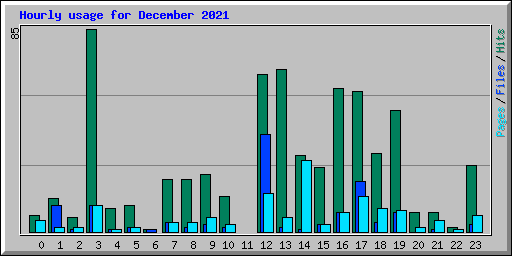 Hourly usage for December 2021
85
Pages/Files/Hits
0 1 2 3 4 5 6 7 8 9 10 11 12 13 14 15 16 17 18 19 20 21 22 23